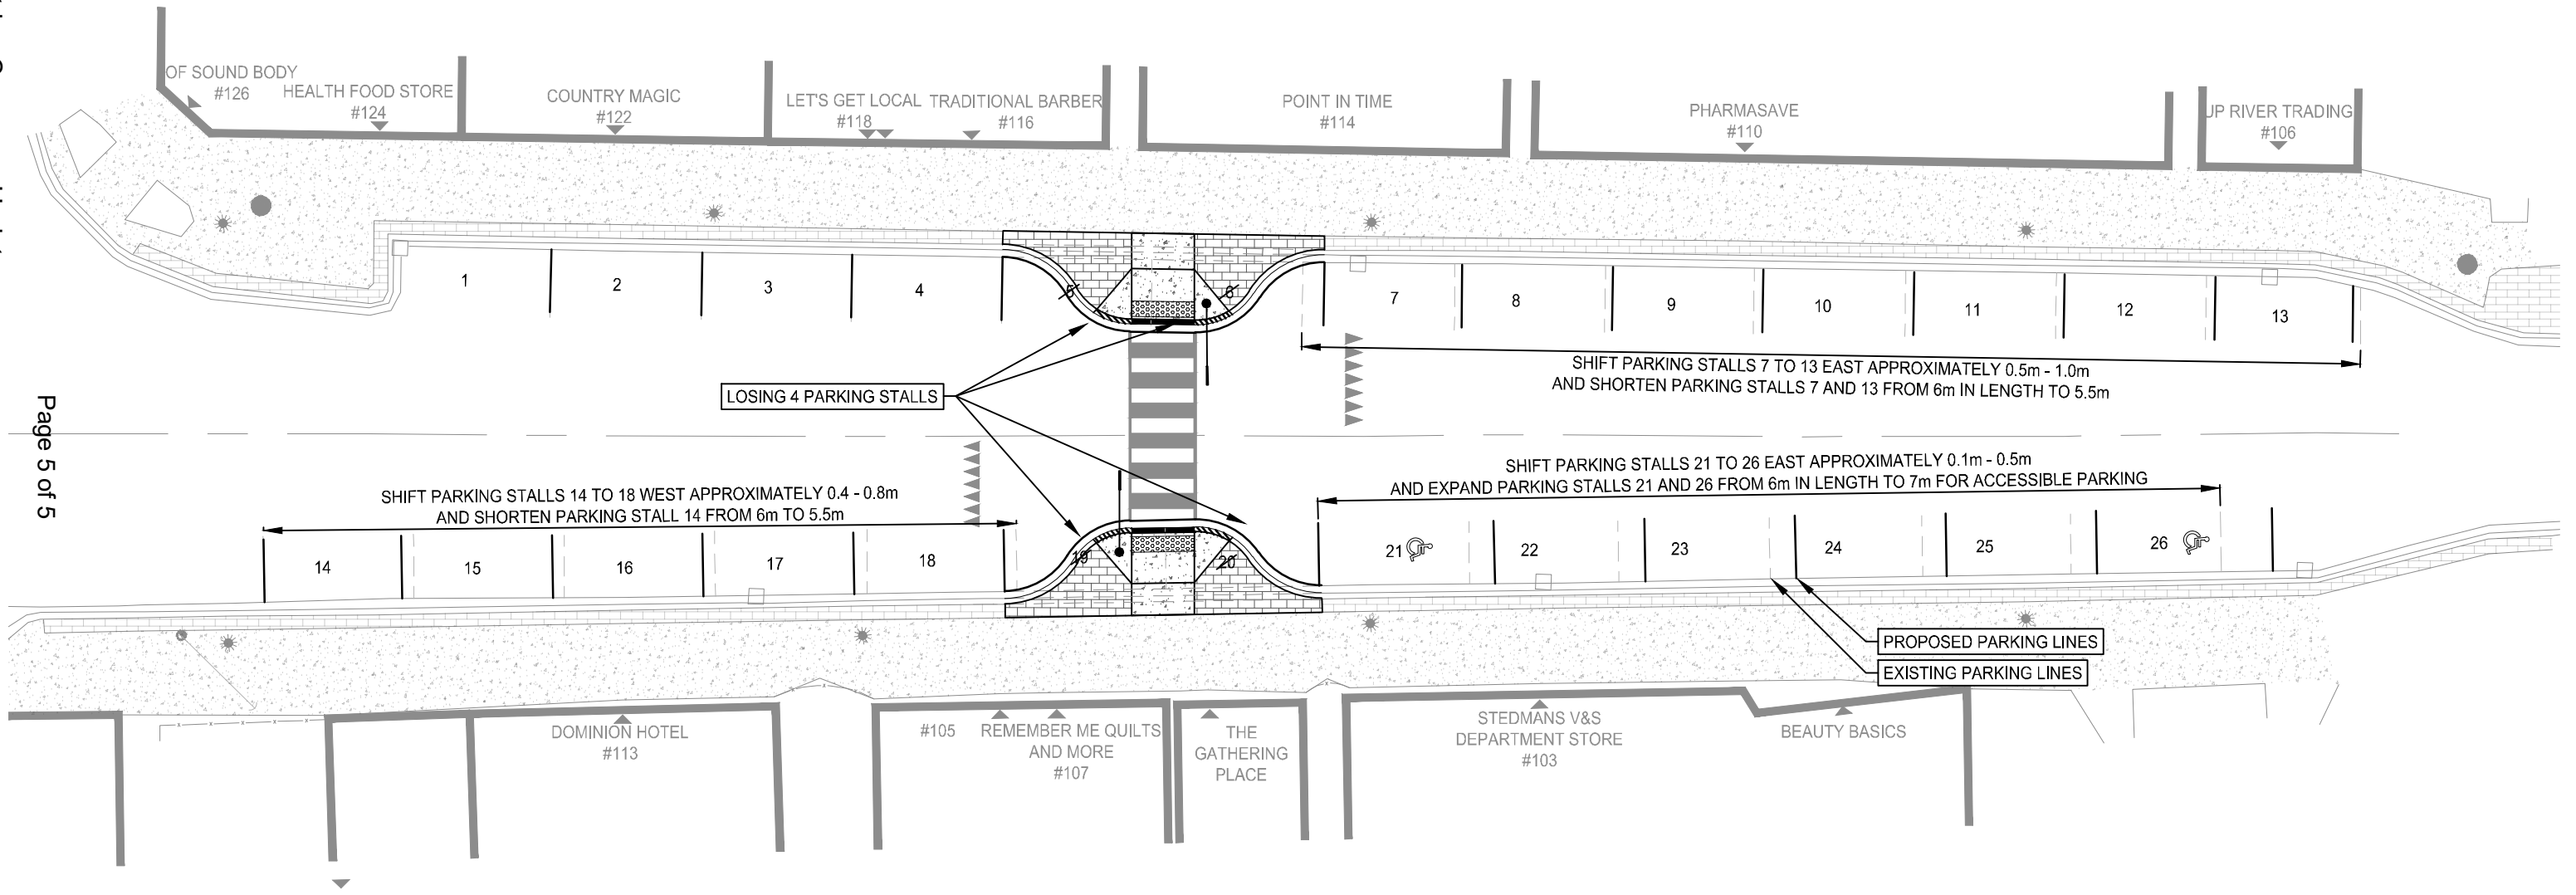 OF SOUND BODY
#126
HEALTH FOOD STORE
#124
COUNTRY MAGIC
#122
LET'S GET LOCAL
#118
TRADITIONAL BARBER
#116
POINT IN TIME
#114
PHARMASAVE
#110
UP RIVER TRADING
#106
1
2
3
4
5
6
7
8
9
10
11
12
13
SHIFT PARKING STALLS 7 TO 13 EAST APPROXIMATELY 0.5m - 1.0m
AND SHORTEN PARKING STALLS 7 AND 13 FROM 6m IN LENGTH TO 5.5m
LOSING 4 PARKING STALLS
Page 5 of 5
SHIFT PARKING STALLS 14 TO 18 WEST APPROXIMATELY 0.4 - 0.8m
AND SHORTEN PARKING STALL 14 FROM 6m TO 5.5m
SHIFT PARKING STALLS 21 TO 26 EAST APPROXIMATELY 0.1m - 0.5m
AND EXPAND PARKING STALLS 21 AND 26 FROM 6m IN LENGTH TO 7m FOR ACCESSIBLE PARKING
14
15
16
17
18
19
20
21
22
23
24
25
26
PROPOSED PARKING LINES
EXISTING PARKING LINES
DOMINION HOTEL
#113
#105
REMEMBER ME QUILTS
AND MORE
#107
THE
GATHERING
PLACE
STEDMANS V&S
DEPARTMENT STORE
#103
BEAUTY BASICS